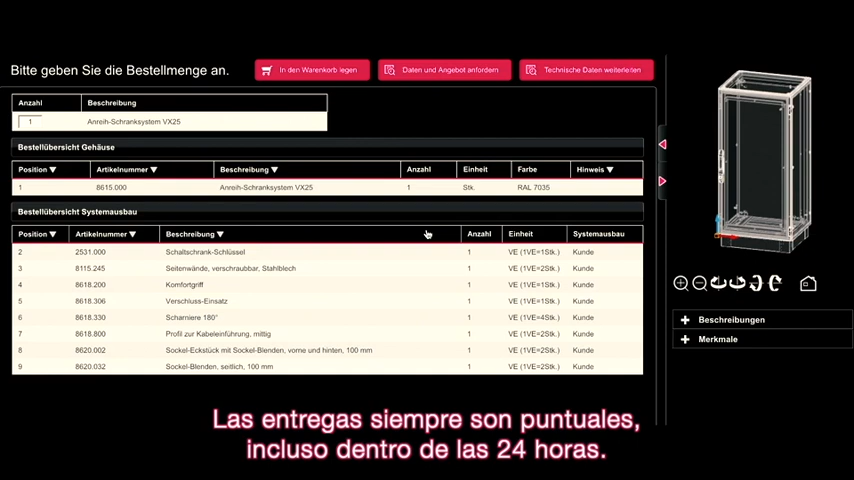 Bitte geben Sie die Bestellmenge an.
In den Warenkorb legen
Daten und Angebot anfordern
Technische Daten weiterleiten
Anzahl Beschreibung
1 Anreih-Schranksystem VX25
Bestellübersicht Gehäuse
Position Artikelnummer Beschreibung Anzahl Einheit Farbe Hinweis
1 8615.000 Anreih-Schranksystem VX25 1 Stk. RAL 7035
Bestellübersicht Systemausbau
Position Artikelnummer Beschreibung Anzahl Einheit Systemausbau
2 2531.000 Schaltschrank-Schlüssel 1 VE (1VE=1Stk.) Kunde
3 8115.245 Seitenwände, verschraubbar, Stahlblech 1 VE (1VE=2Stk.) Kunde
4 8618.200 Komfortgriff 1 VE (1VE=1Stk.) Kunde
5 8618.306 Verschluss-Einsatz 1 VE (1VE=1Stk.) Kunde
6 8618.330 Scharniere 180° 1 VE (1VE=4Stk.) Kunde
7 8618.800 Profil zur Kabeleinführung, mittig 1 VE (1VE=2Stk.) Kunde
8 8620.002 Sockel-Eckstück mit Sockel-Blenden, vorne und hinten, 100 mm 1 VE (1VE=2Stk.) Kunde
9 8620.032 Sockel-Blenden, seitlich, 100 mm 1 VE (1VE=2Stk.) Kunde
Beschreibungen
Merkmale
Las entregas siempre son puntuales,
incluso dentro de las 24 horas.